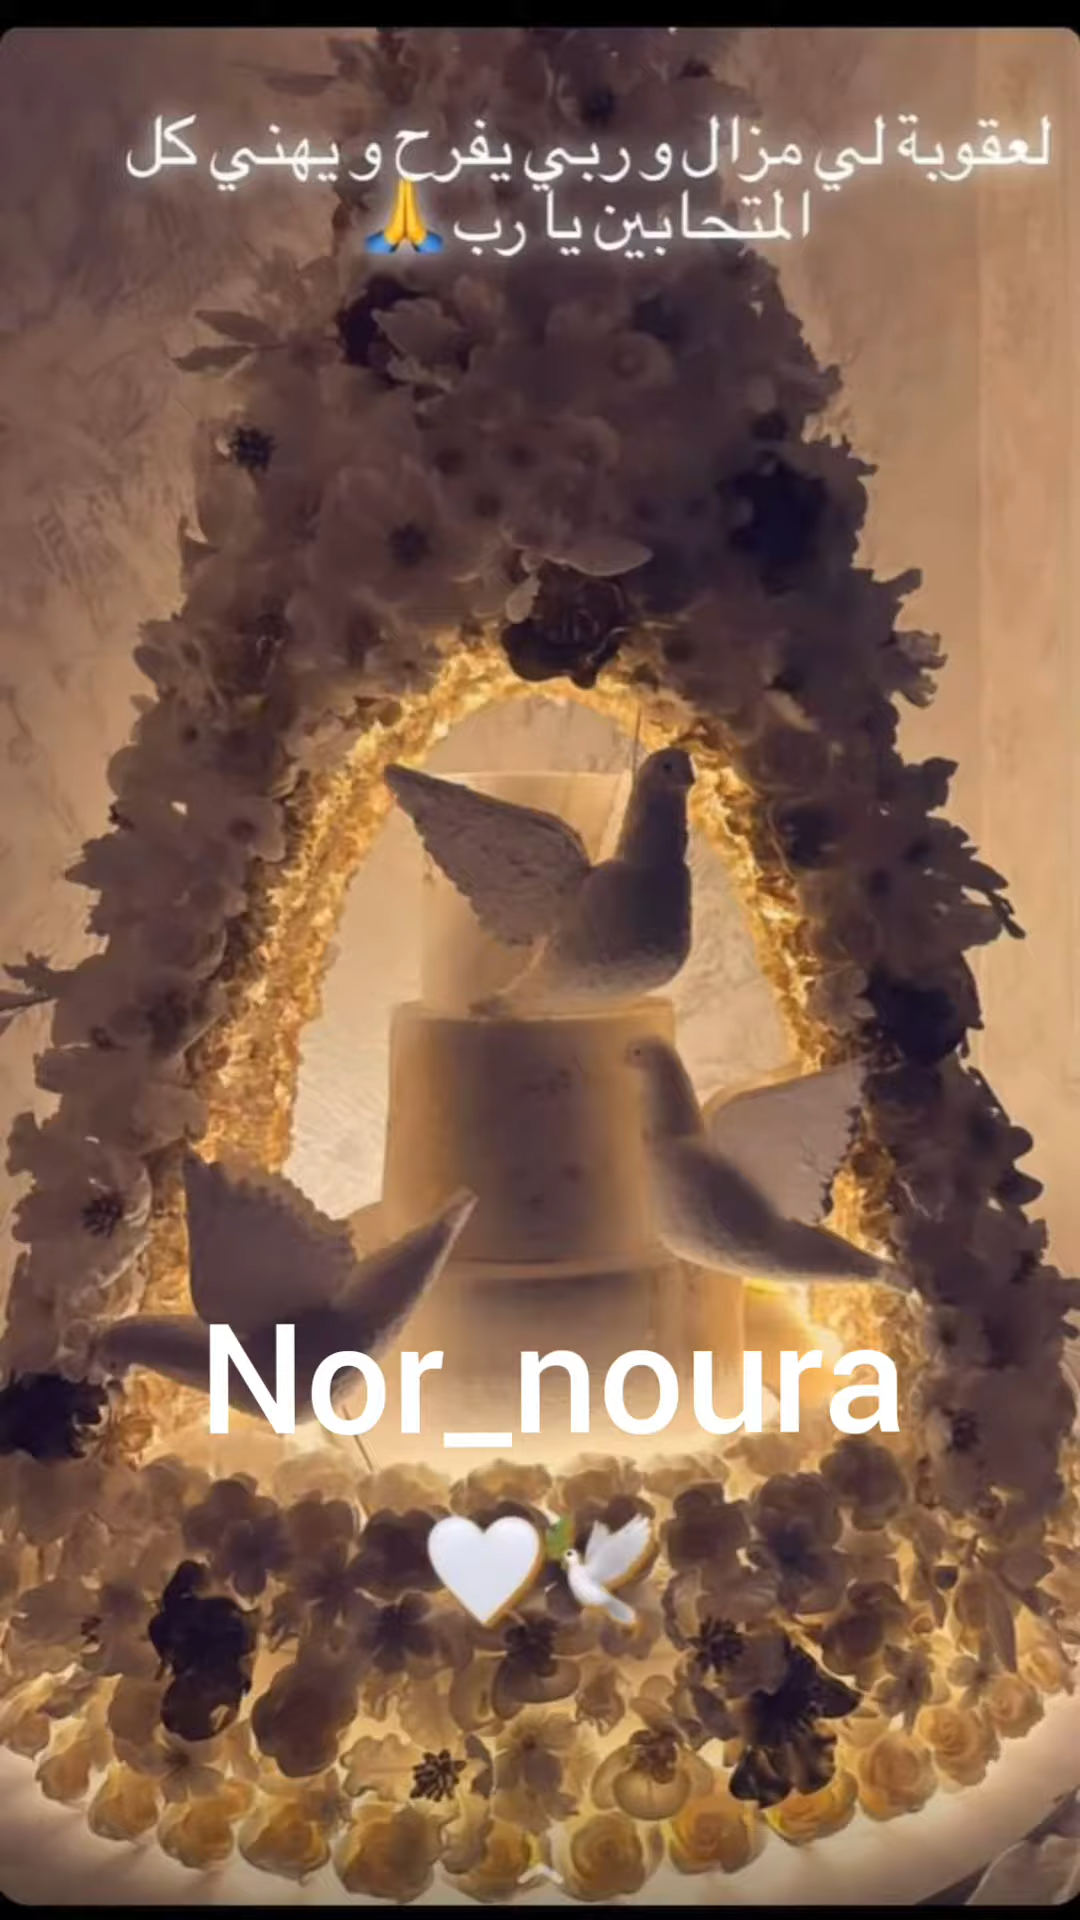 لعقوبة لي مزال و ربي يفرح و يهني كل
المتحابين يا رب 🙏
Nor_noura
🤍🕊️